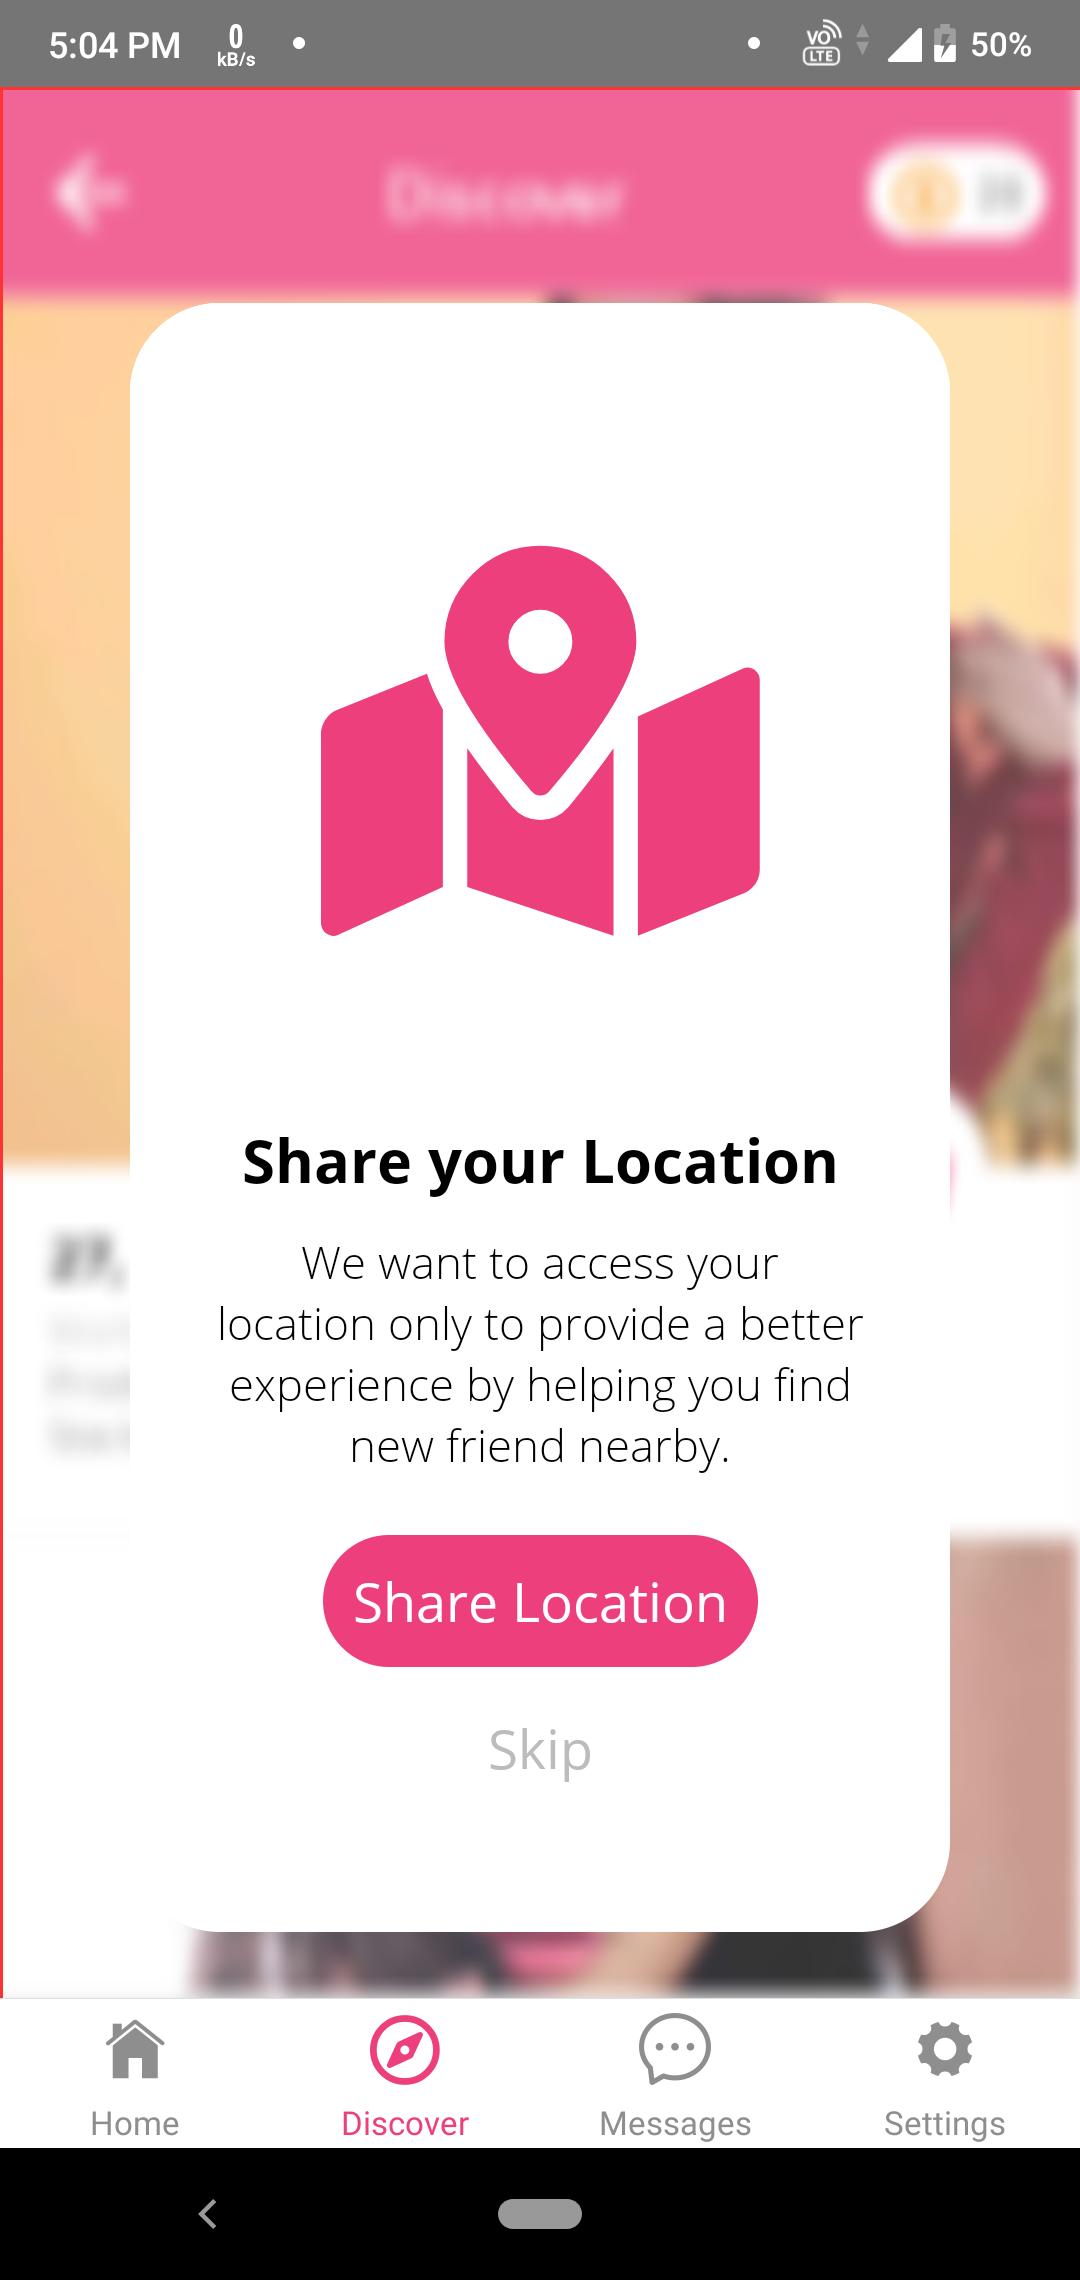 5:04 PM
0
kB/s
VO
LTE
50%
Discover
Share your Location
We want to access your
location only to provide a better
experience by helping you find
new friend nearby.
Share Location
Skip
Home
Discover
Messages
Settings